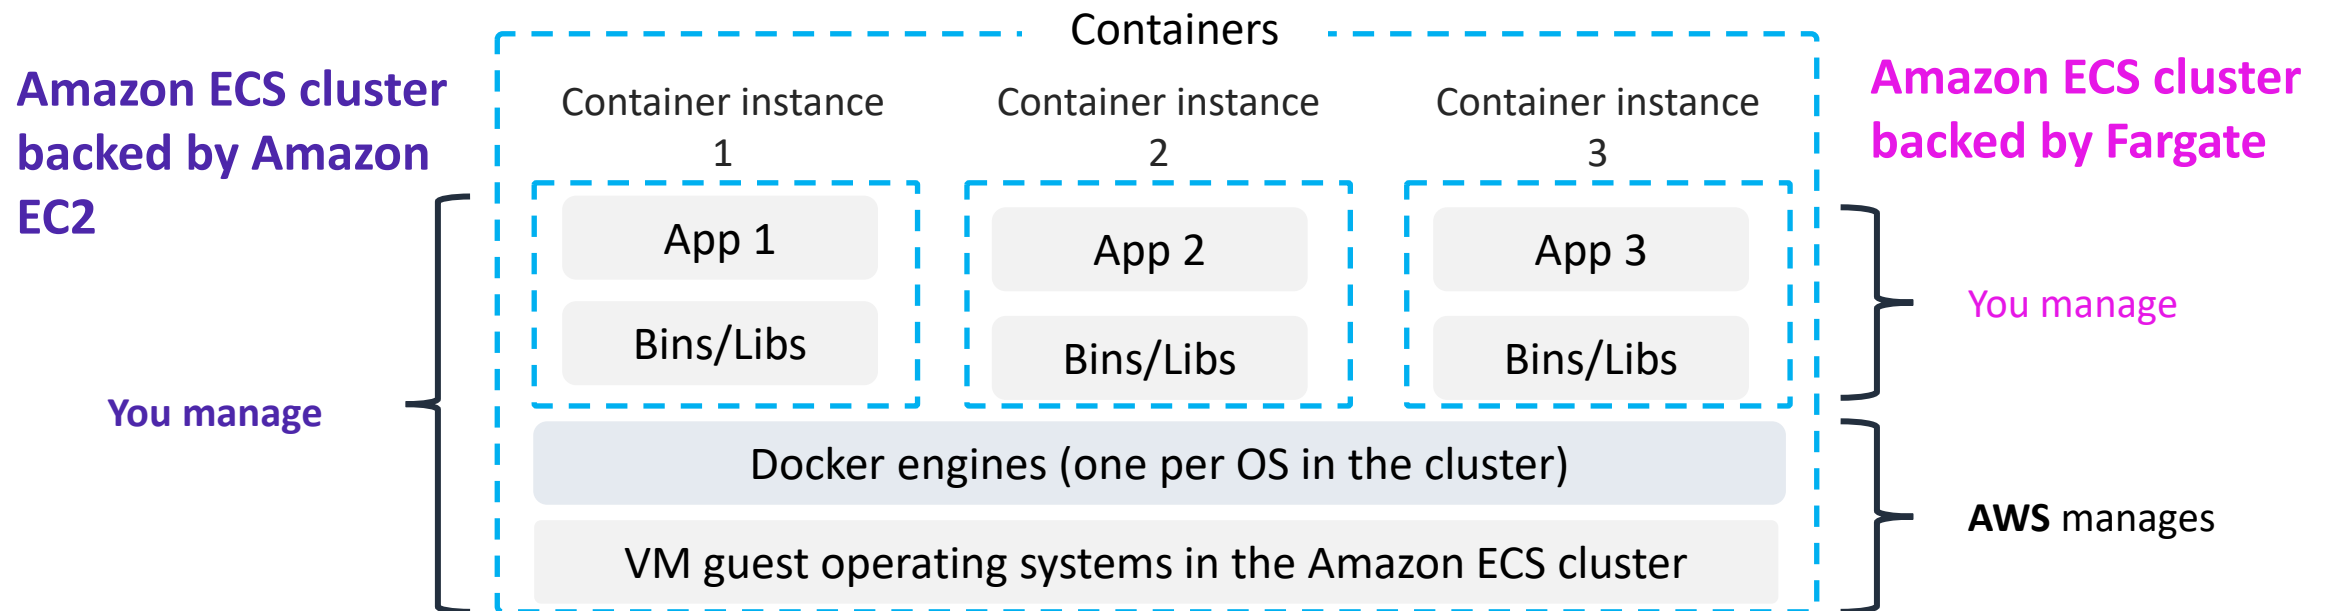 Containers
Amazon ECS cluster
backed by Amazon
EC2
Container instance
1
Container instance
2
Container instance
3
Amazon ECS cluster
backed by Fargate
App 1
App 2
App 3
Bins/Libs
Bins/Libs
Bins/Libs
You manage
You manage
Docker engines (one per OS in the cluster)
VM guest operating systems in the Amazon ECS cluster
AWS manages